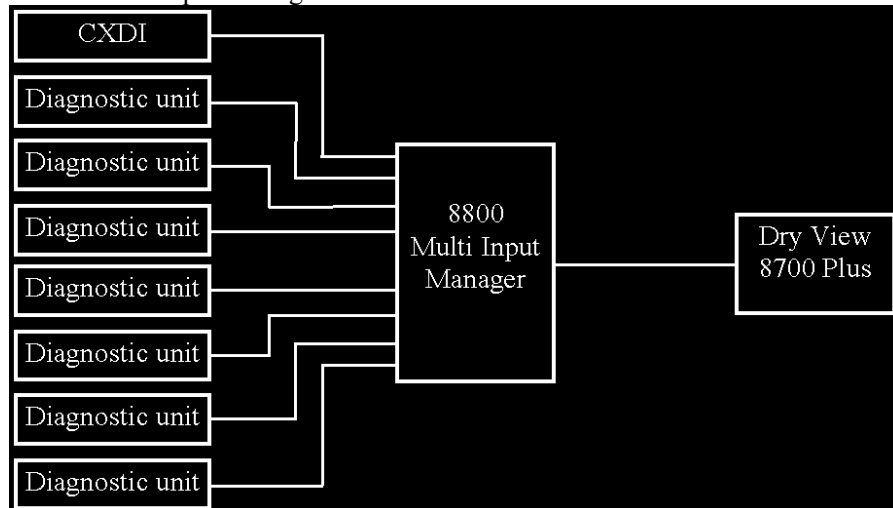 CXDI
Diagnostic unit
Diagnostic unit
Diagnostic unit
Diagnostic unit
Diagnostic unit
Diagnostic unit
Diagnostic unit
8800
Multi Input
Manager
Dry View
8700 Plus